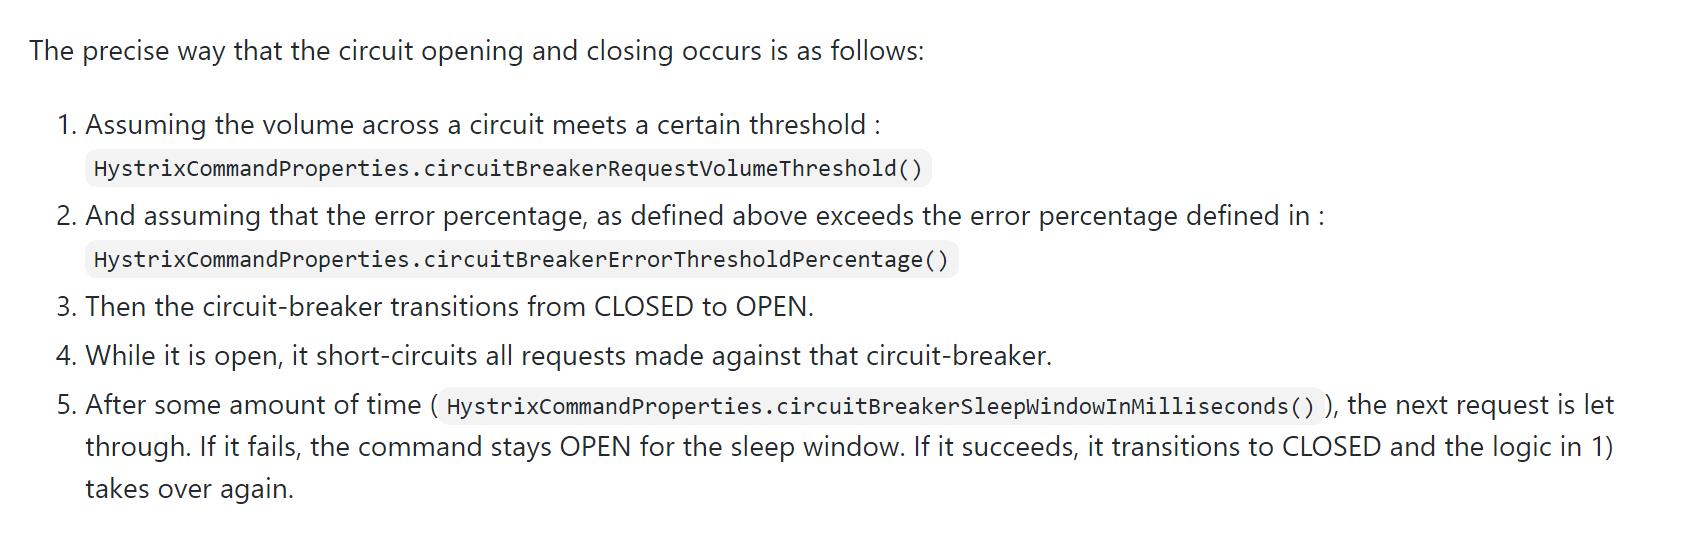 The precise way that the circuit opening and closing occurs is as follows:
1. Assuming the volume across a circuit meets a certain threshold :
HystrixCommandProperties.circuitBreakerRequestVolumeThreshold()
2. And assuming that the error percentage, as defined above exceeds the error percentage defined in :
HystrixCommandProperties.circuitBreakerErrorThresholdPercentage()
3. Then the circuit-breaker transitions from CLOSED to OPEN.
4. While it is open, it short-circuits all requests made against that circuit-breaker.
5. After some amount of time ( HystrixCommandProperties.circuitBreakerSleepWindowInMilliseconds() ), the next request is let
through. If it fails, the command stays OPEN for the sleep window. If it succeeds, it transitions to CLOSED and the logic in 1)
takes over again.